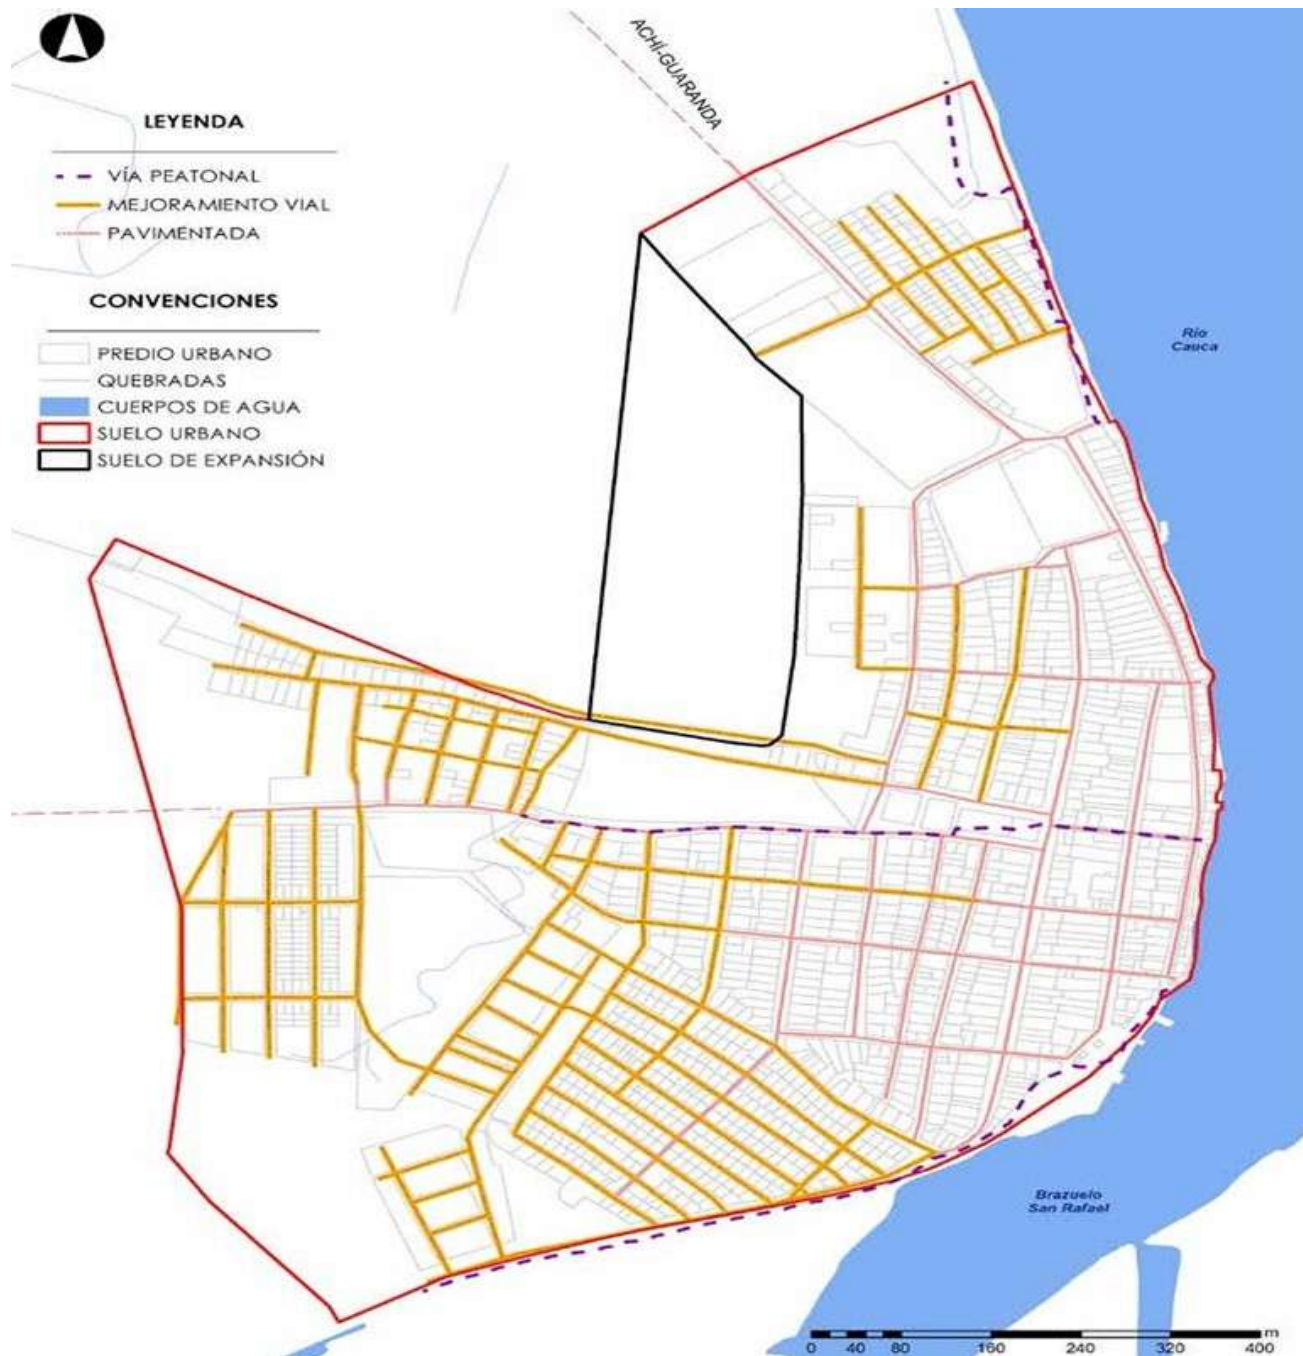 ACHÍ-GUARANDA
LEYENDA
VÍA PEATONAL
MEJORAMIENTO VIAL
PAVIMENTADA
CONVENCIONES
PREDIO URBANO
QUEBRADAS
CUERPOS DE AGUA
SUELO URBANO
SUELO DE EXPANSIÓN
Río
Cauca
Brazuelo
San Rafael
0 40 80 160 240 320 400 m